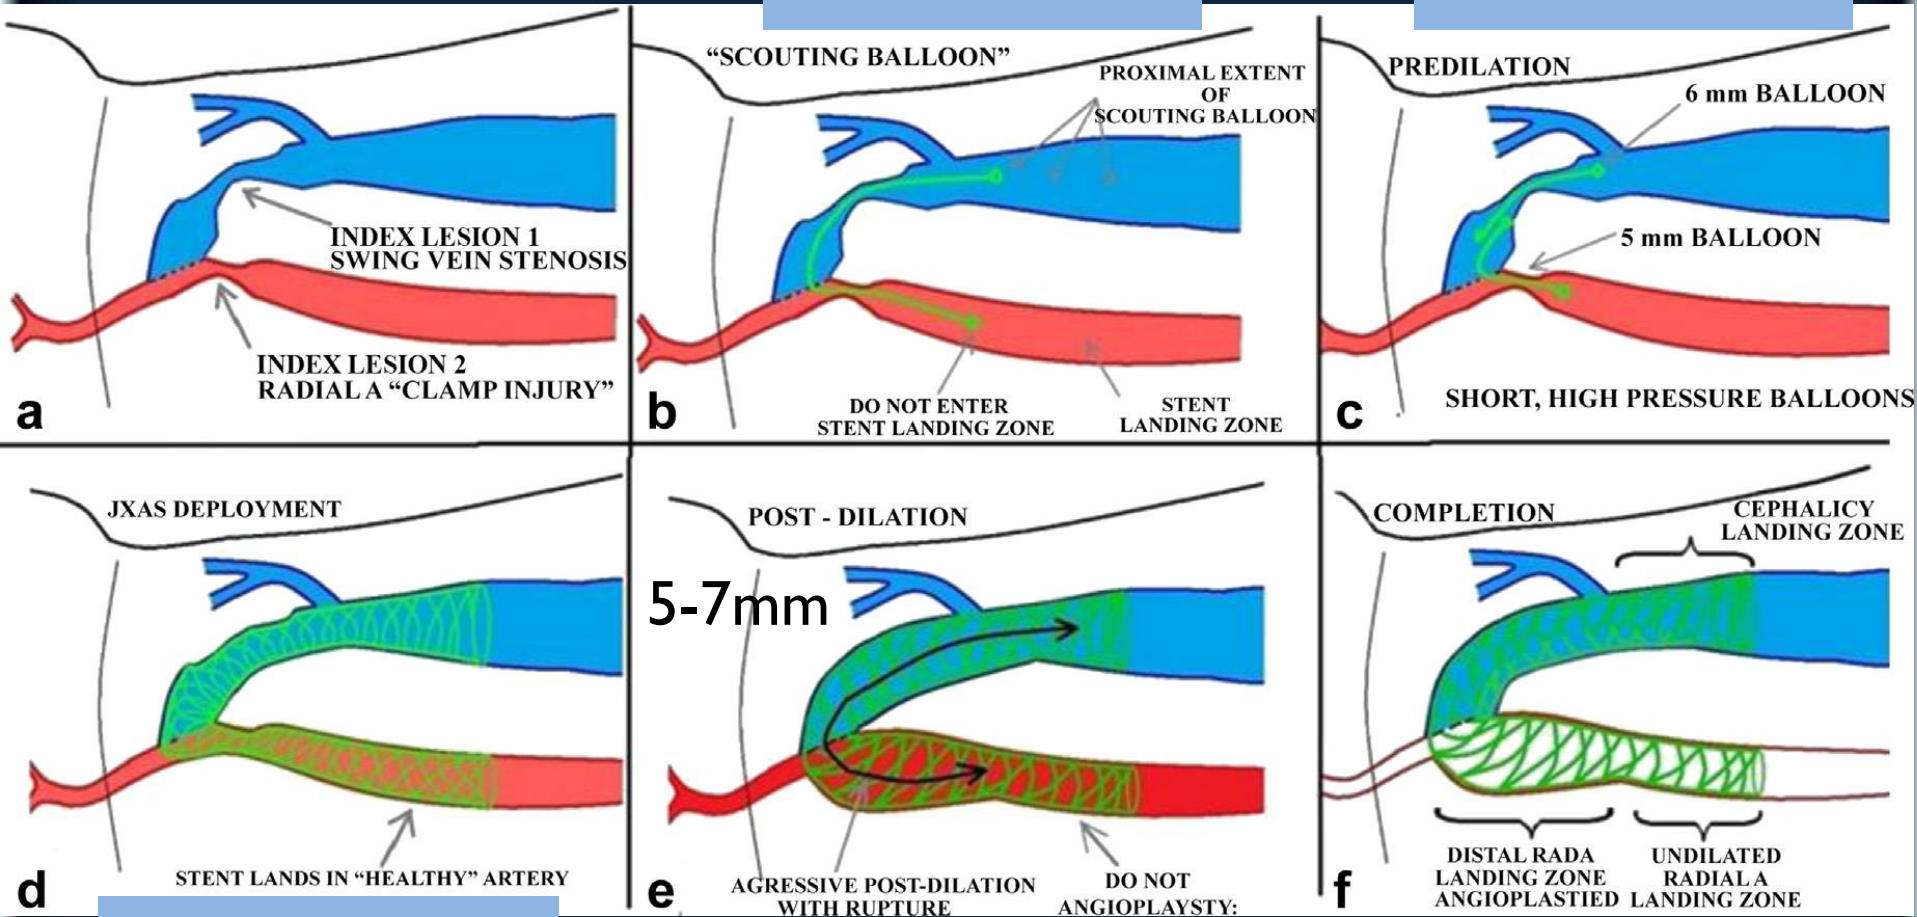 INDEX LESION 1
SWING VEIN STENOSIS
INDEX LESION 2
RADIAL A “CLAMP INJURY”
a
“SCOUTING BALLOON”
PROXIMAL EXTENT
OF
SCOUTING BALLOON
DO NOT ENTER
STENT LANDING ZONE
STENT
LANDING ZONE
b
PREDILATION
6 mm BALLOON
5 mm BALLOON
SHORT, HIGH PRESSURE BALLOONS
c
JXAS DEPLOYMENT
STENT LANDS IN “HEALTHY” ARTERY
d
POST - DILATION
5-7mm
AGRESSIVE POST-DILATION
WITH RUPTURE
DO NOT
ANGIOPLAYSTY:
e
COMPLETION
CEPHALICY
LANDING ZONE
DISTAL RADA
LANDING ZONE
ANGIOPLASTIED
UNDILATED
RADIAL A
LANDING ZONE
f